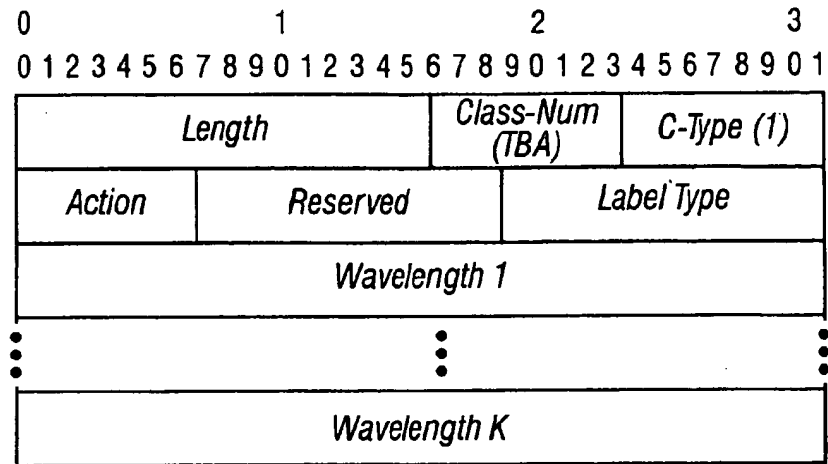 0 1 2 3
0 1 2 3 4 5 6 7 8 9 0 1 2 3 4 5 6 7 8 9 0 1 2 3 4 5 6 7 8 9 0 1
Length Class-Num (TBA) C-Type (1)
Action Reserved Label Type
Wavelength 1
Wavelength K